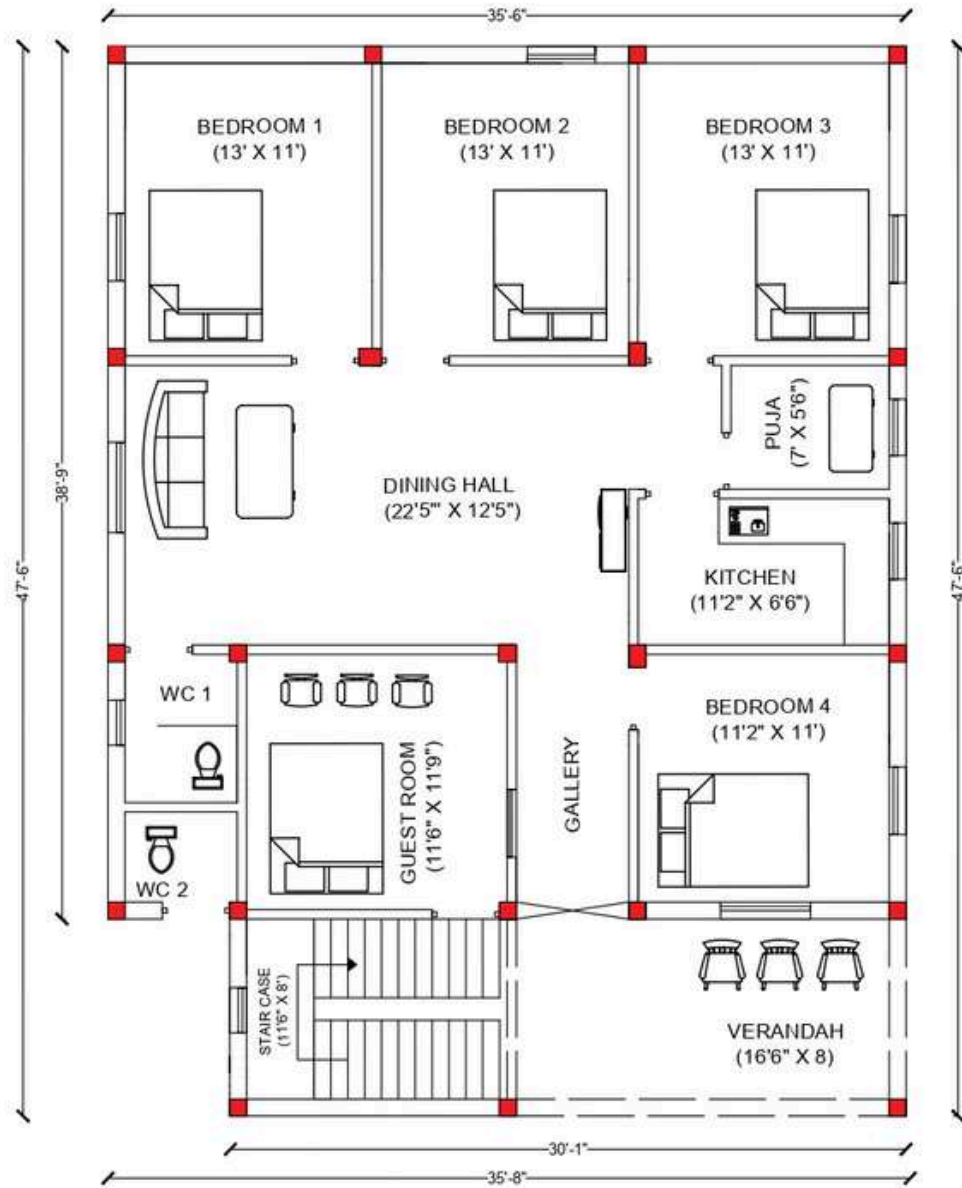 35'-6"
BEDROOM 1
(13' X 11')
BEDROOM 2
(13' X 11')
BEDROOM 3
(13' X 11')
PUJA
(7' X 5'6")
38'-9"
DINING HALL
(22'5'" X 12'5")
47'-6"
47'-6"
KITCHEN
(11'2" X 6'6")
WC 1
BEDROOM 4
(11'2" X 11')
GALLERY
GUEST ROOM
(11'6" X 11'9")
WC 2
STAIR CASE
(11'6" X 8')
VERANDAH
(16'6" X 8)
30'-1"
35'-8"